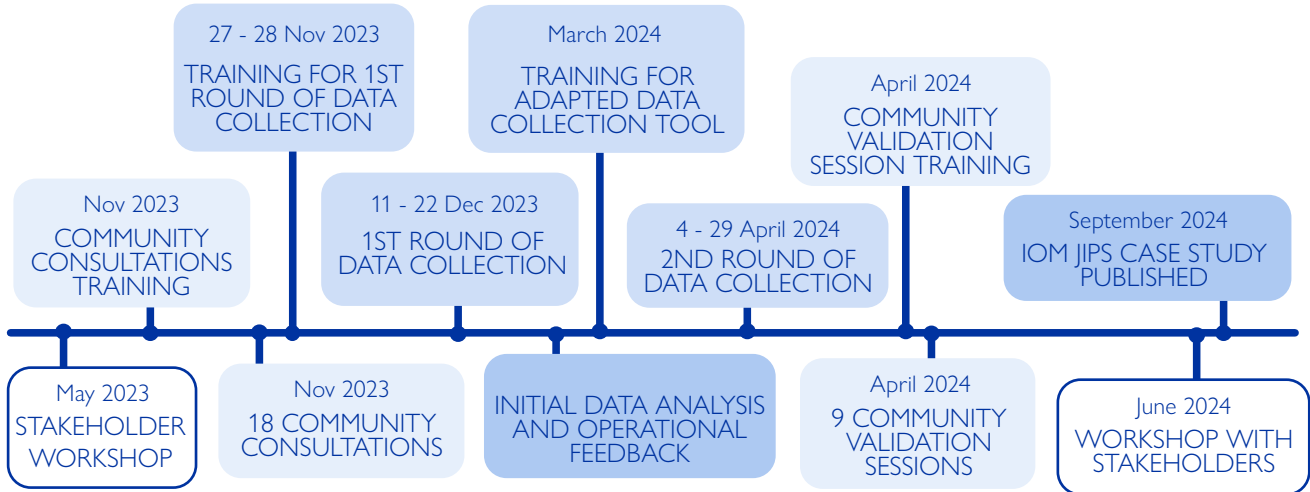 27 - 28 Nov 2023
TRAINING FOR 1ST
ROUND OF DATA
COLLECTION
March 2024
TRAINING FOR
ADAPTED DATA
COLLECTION TOOL
April 2024
COMMUNITY
VALIDATION
SESSION TRAINING
Nov 2023
COMMUNITY
CONSULTATIONS
TRAINING
11 - 22 Dec 2023
1ST ROUND OF
DATA COLLECTION
4 - 29 April 2024
2ND ROUND OF
DATA COLLECTION
September 2024
IOM JIPS CASE STUDY
PUBLISHED
May 2023
STAKEHOLDER
WORKSHOP
Nov 2023
18 COMMUNITY
CONSULTATIONS
INITIAL DATA ANALYSIS
AND OPERATIONAL
FEEDBACK
April 2024
9 COMMUNITY
VALIDATION
SESSIONS
June 2024
WORKSHOP WITH
STAKEHOLDERS